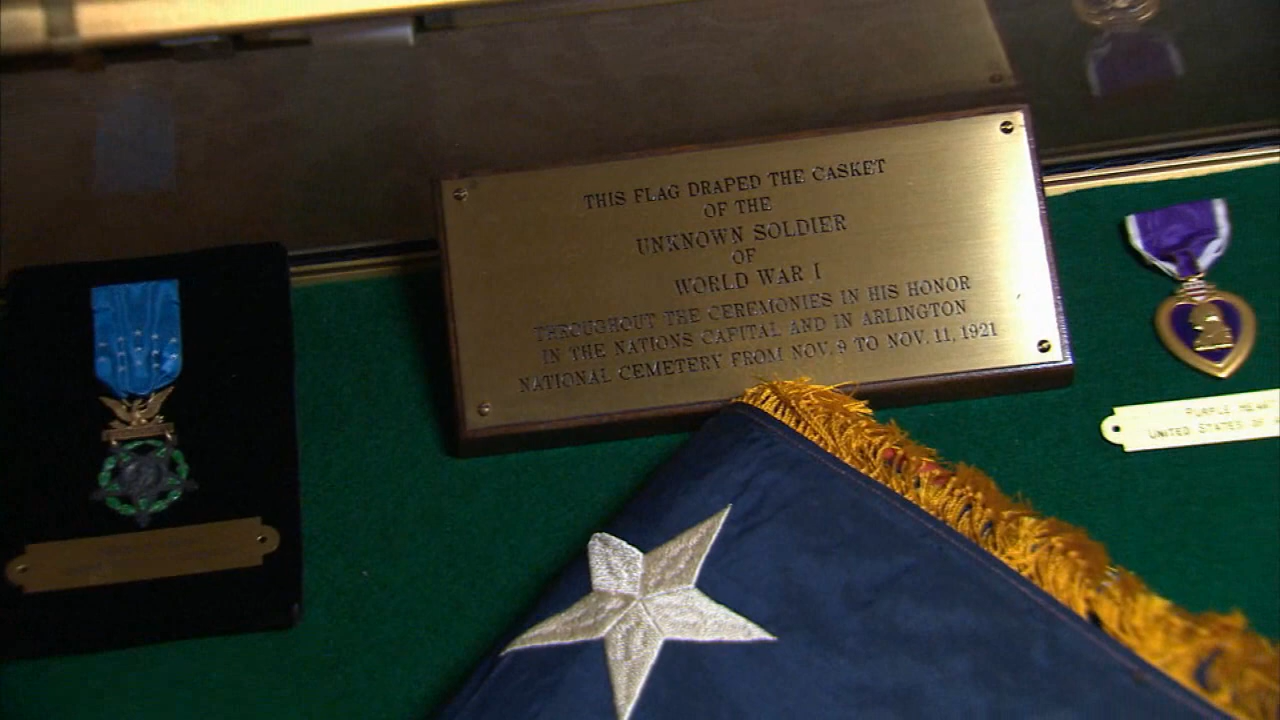 THIS FLAG DRAPED THE CASKET
OF THE
UNKNOWN SOLDIER
OF
WORLD WAR I
THROUGHOUT THE CEREMONIES IN HIS HONOR
IN THE NATIONS CAPITAL AND IN ARLINGTON
NATIONAL CEMETERY FROM NOV. 9 TO NOV. 11, 1921
PURPLE
UNITED STATES OF